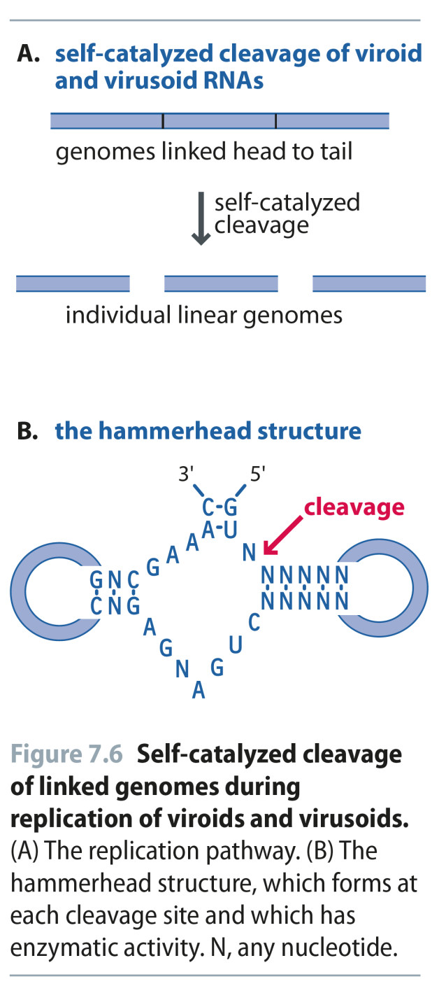 A. self-catalyzed cleavage of viroid
and virusoid RNAs
genomes linked head to tail
self-catalyzed
cleavage
individual linear genomes
B. the hammerhead structure
3' 5'
C-G
A-U
cleavage
A N
A
G
GNC NNNNN
CNG NNNNN
A C
G U
N G
A
Figure 7.6 Self-catalyzed cleavage
of linked genomes during
replication of viroids and virusoids.
(A) The replication pathway. (B) The
hammerhead structure, which forms at
each cleavage site and which has
enzymatic activity. N, any nucleotide.